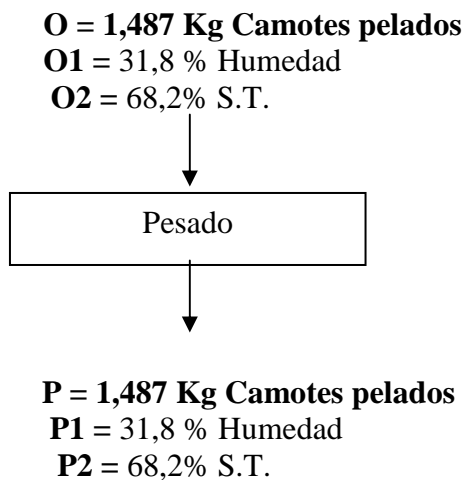 O = 1,487 Kg Camotes pelados
O1 = 31,8 % Humedad
O2 = 68,2% S.T.
Pesado
P = 1,487 Kg Camotes pelados
P1 = 31,8 % Humedad
P2 = 68,2% S.T.